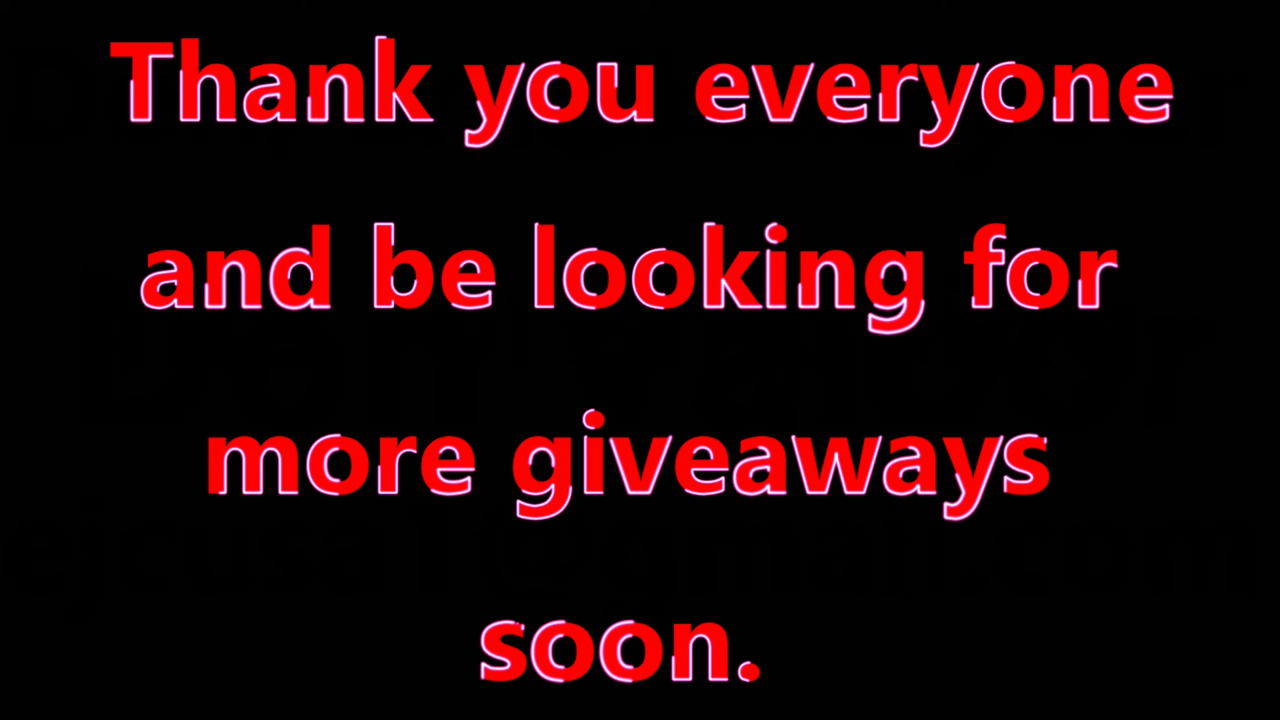 Thank you everyone
and be looking for
more giveaways
soon.